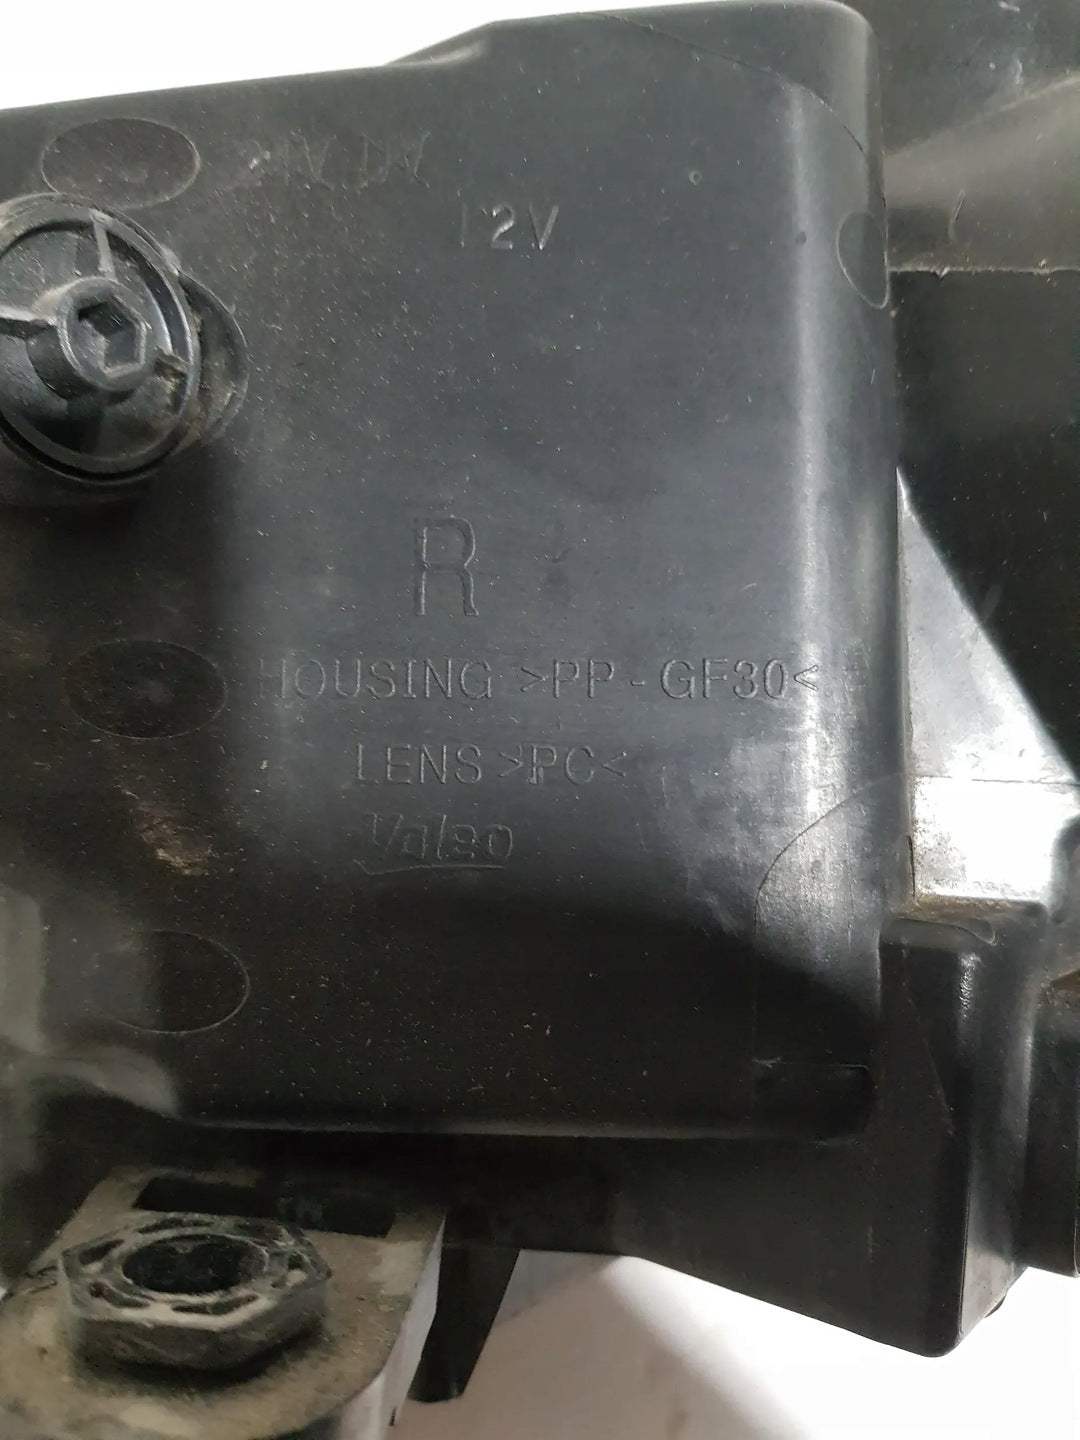 12V
R
HOUSING >PP-GF30<
LENS >PC<
Valeo